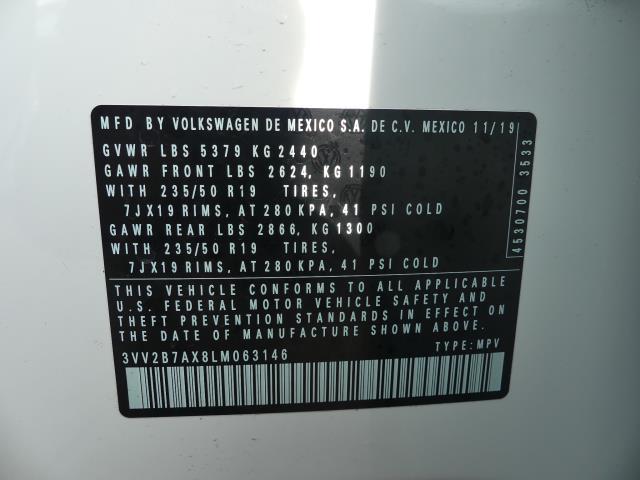 MFD BY VOLKSWAGEN DE MEXICO S.A. DE C.V. MEXICO 11/19
GVWR LBS 5379 KG 2440
GAWR FRONT LBS 2624, KG 1190
WITH 235/50 R19 TIRES,
7JX19 RIMS, AT 280 KPA, 41 PSI COLD
GAWR REAR LBS 2866, KG 1300
WITH 235/50 R19 TIRES,
7JX19 RIMS, AT 280 KPA, 41 PSI COLD
THIS VEHICLE CONFORMS TO ALL APPLICABLE
U.S. FEDERAL MOTOR VEHICLE SAFETY AND
THEFT PREVENTION STANDARDS IN EFFECT ON
THE DATE OF MANUFACTURE SHOWN ABOVE.
3VV2B7AX8LM063146 TYPE: MPV
4530700 3533